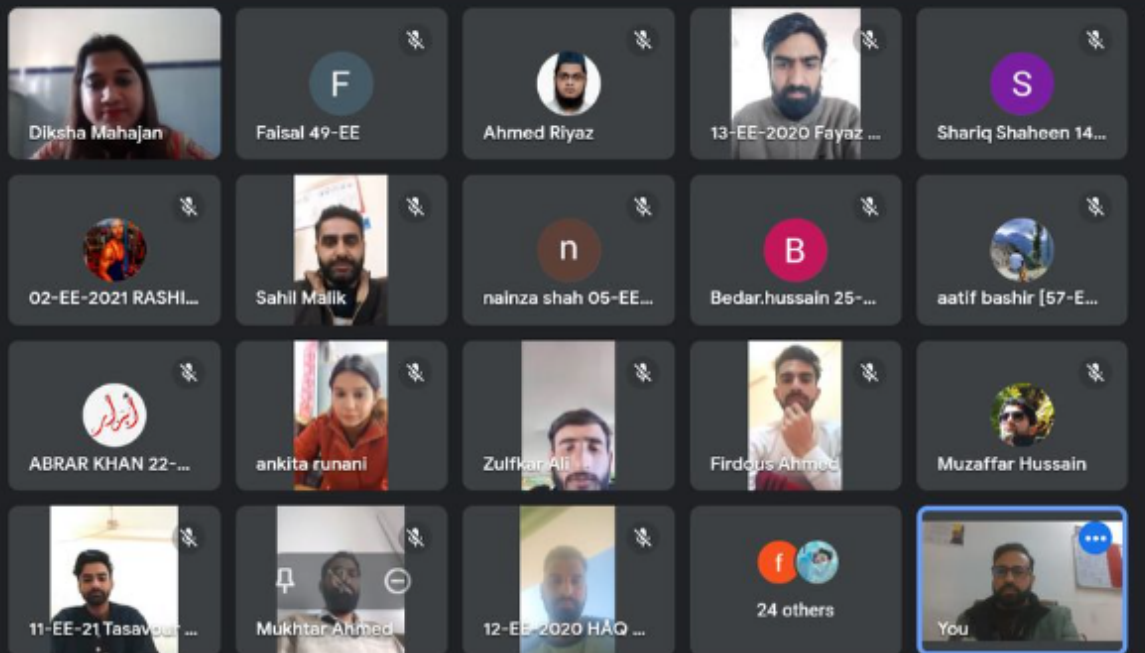 Diksha Mahajan
F
Faisal 49-EE
Ahmed Riyaz
13-EE-2020 Fayaz ...
S
Shariq Shaheen 14...
02-EE-2021 RASHI...
Sahil Malik
n
nainza shah 05-EE...
B
Bedar.hussain 25-...
aatif bashir [57-E...
أبرار
ABRAR KHAN 22-...
ankita runani
Zulfkar Ali
Firdous Ahmed
Muzaffar Hussain
11-EE-21 Tasavour ...
Mukhtar Ahmed
12-EE-2020 HÅQ ...
f
24 others
You